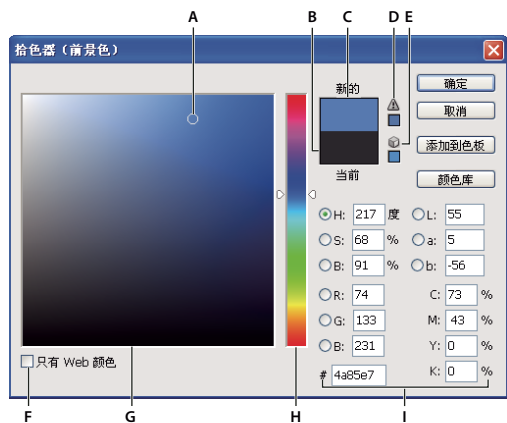 A
B C D E
拾色器（前景色）
新的
确定
取消
添加到色板
当前
颜色库
H: 217 度 L: 55
S: 68 % a: 5
B: 91 % b: -56
R: 74 C: 73 %
G: 133 M: 43 %
B: 231 Y: 0 %
# 4a85e7 K: 0 %
只有 Web 颜色
F G H I